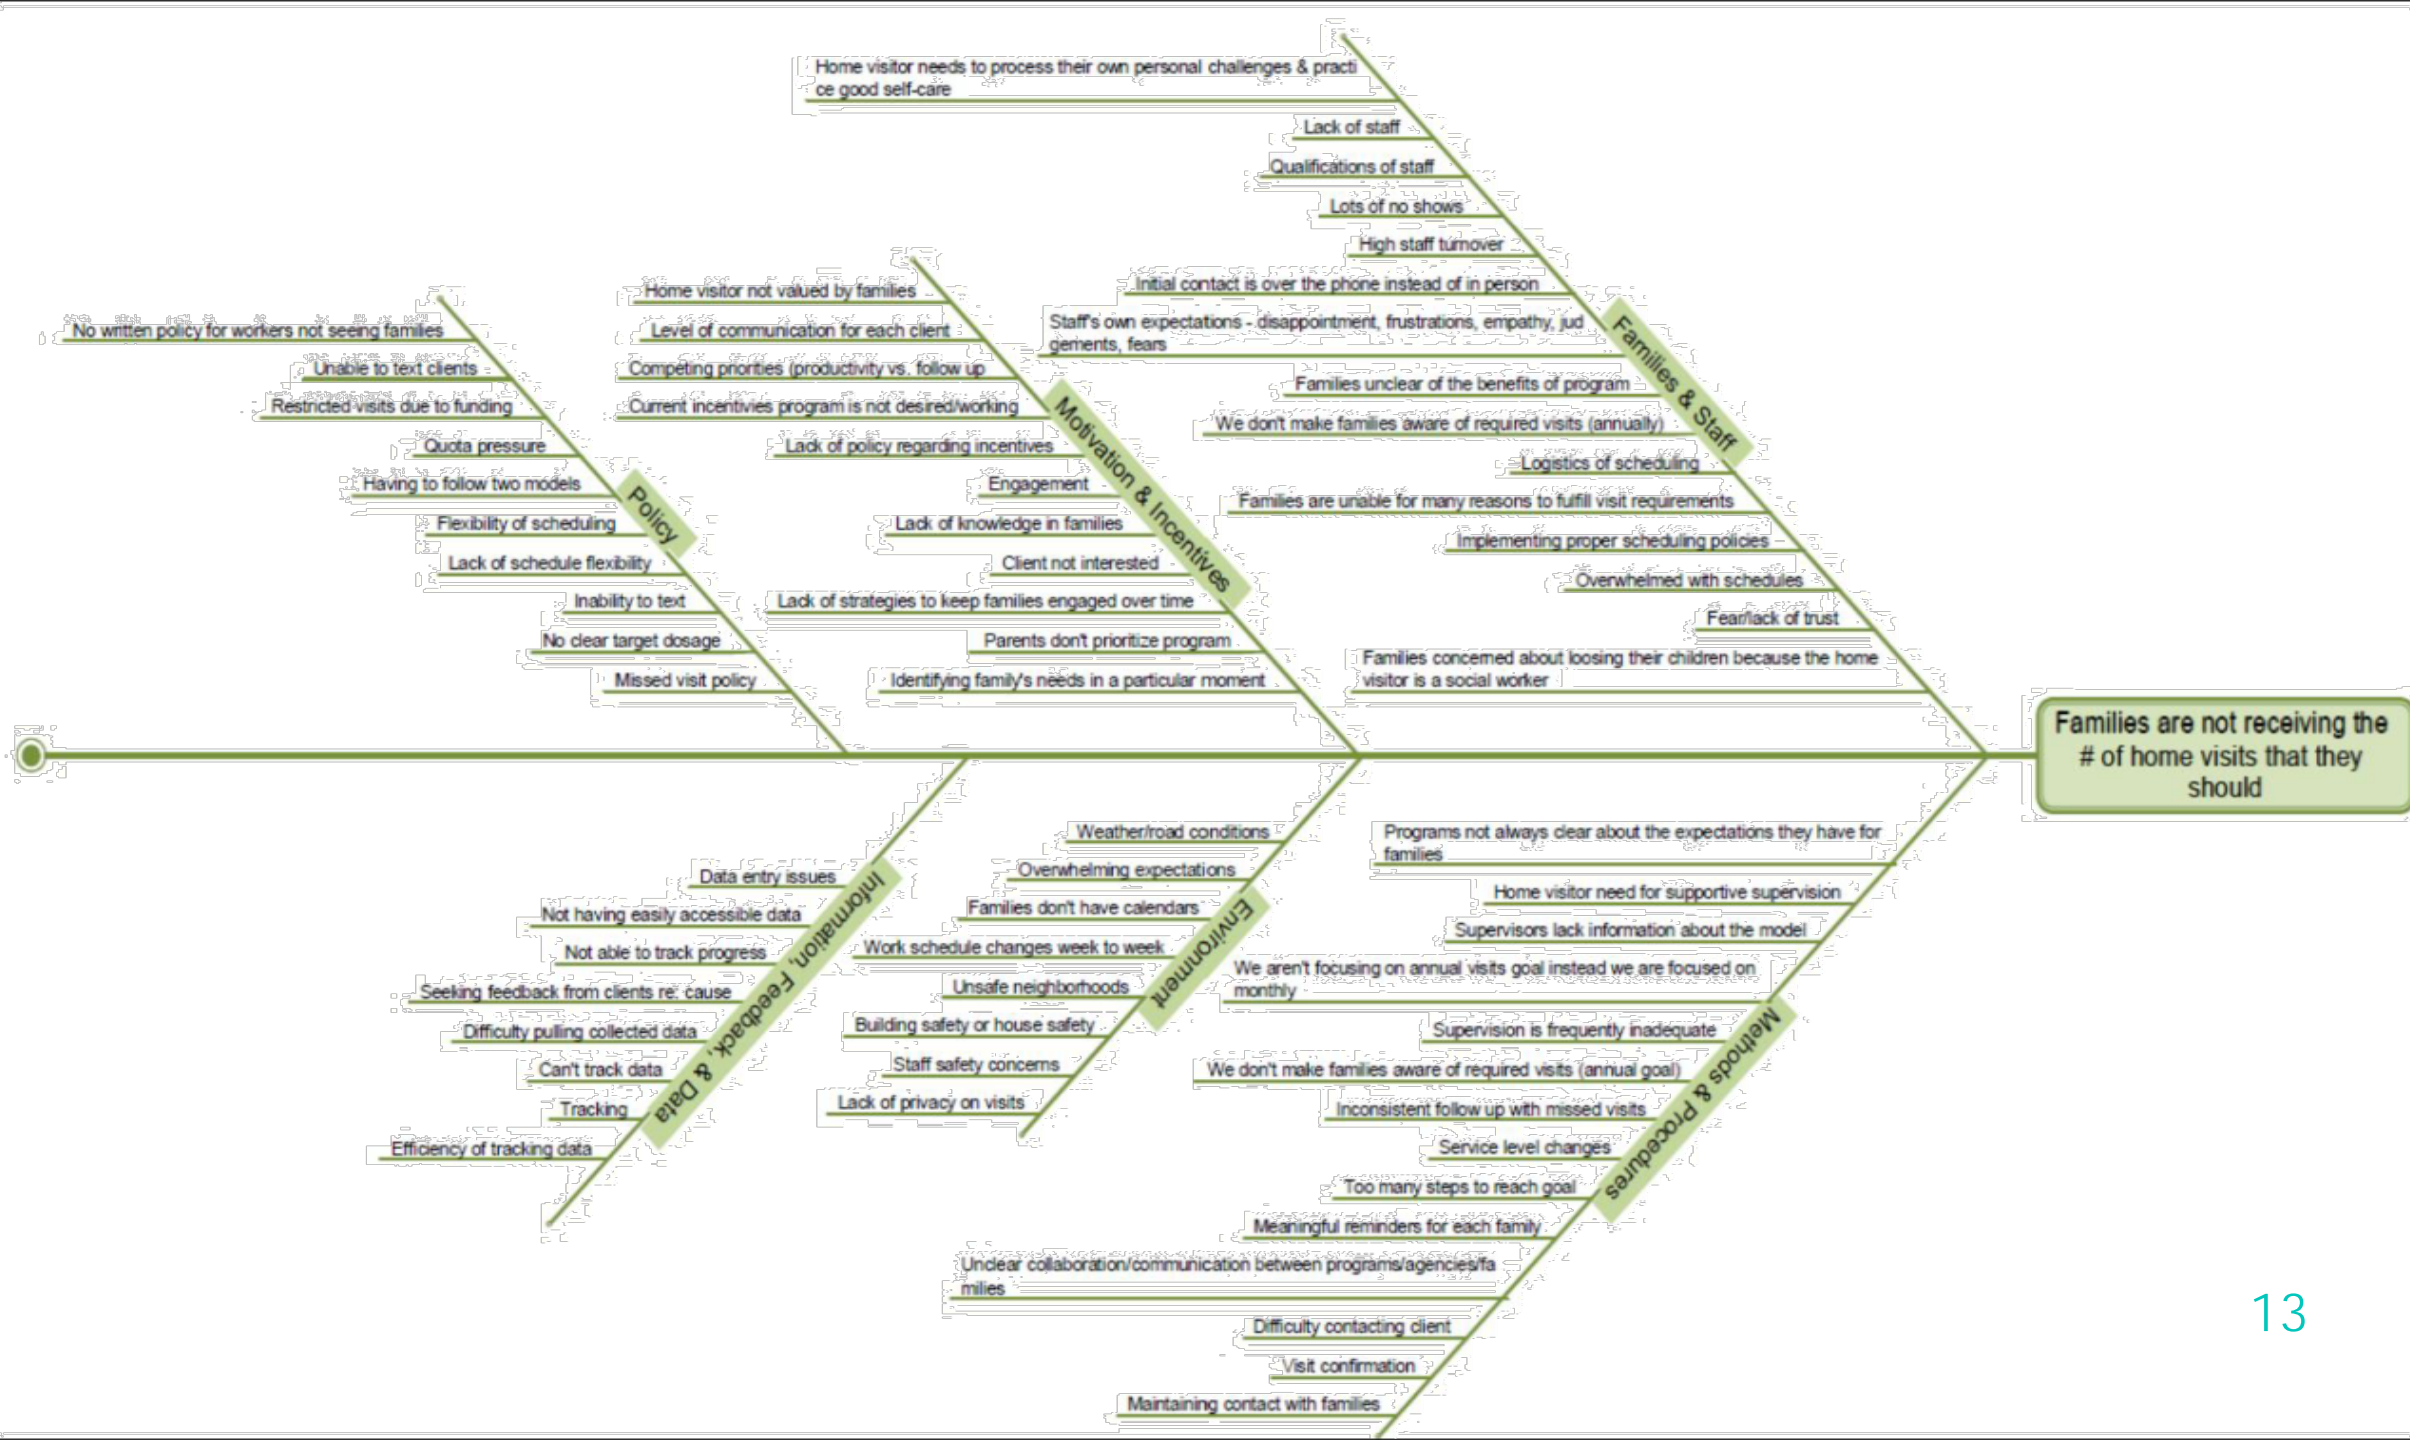 Home visitor needs to process their own personal challenges & practi
ce good self-care
Lack of staff
Qualifications of staff
Lots of no shows
High staff turnover
Initial contact is over the phone instead of in person
Staff's own expectations - disappointment, frustrations, empathy, jud
gements, fears
Families unclear of the benefits of program
We don't make families aware of required visits (annually)
Logistics of scheduling
Families are unable for many reasons to fulfill visit requirements
Implementing proper scheduling policies
Overwhelmed with schedules
Fear/lack of trust
Families concerned about loosing their children because the home
visitor is a social worker
Families & Staff
Home visitor not valued by families
Level of communication for each client
Competing priorities (productivity vs. follow up
Current incentivies program is not desired/working
Lack of policy regarding incentives
Engagement
Lack of knowledge in families
Client not interested
Lack of strategies to keep families engaged over time
Parents don't prioritize program
Identifying family's needs in a particular moment
Motivation & Incentives
No written policy for workers not seeing families
Unable to text clients
Restricted visits due to funding
Quota pressure
Having to follow two models
Flexibility of scheduling
Lack of schedule flexibility
Inability to text
No clear target dosage
Missed visit policy
Policy
Families are not receiving the
# of home visits that they
should
Data entry issues
Not having easily accessible data
Not able to track progress
Seeking feedback from clients re: cause
Difficulty pulling collected data
Can't track data
Tracking
Efficiency of tracking data
Information, Feedback, & Data
Weather/road conditions
Overwhelming expectations
Families don't have calendars
Work schedule changes week to week
Unsafe neighborhoods
Building safety or house safety
Staff safety concerns
Lack of privacy on visits
Environment
Programs not always clear about the expectations they have for
families
Home visitor need for supportive supervision
Supervisors lack information about the model
We aren't focusing on annual visits goal instead we are focused on
monthly
Supervision is frequently inadequate
We don't make families aware of required visits (annual goal)
Inconsistent follow up with missed visits
Service level changes
Too many steps to reach goal
Meaningful reminders for each family
Unclear collaboration/communication between programs/agencies/fa
milies
Difficulty contacting client
Visit confirmation
Maintaining contact with families
Methods & Procedures
13